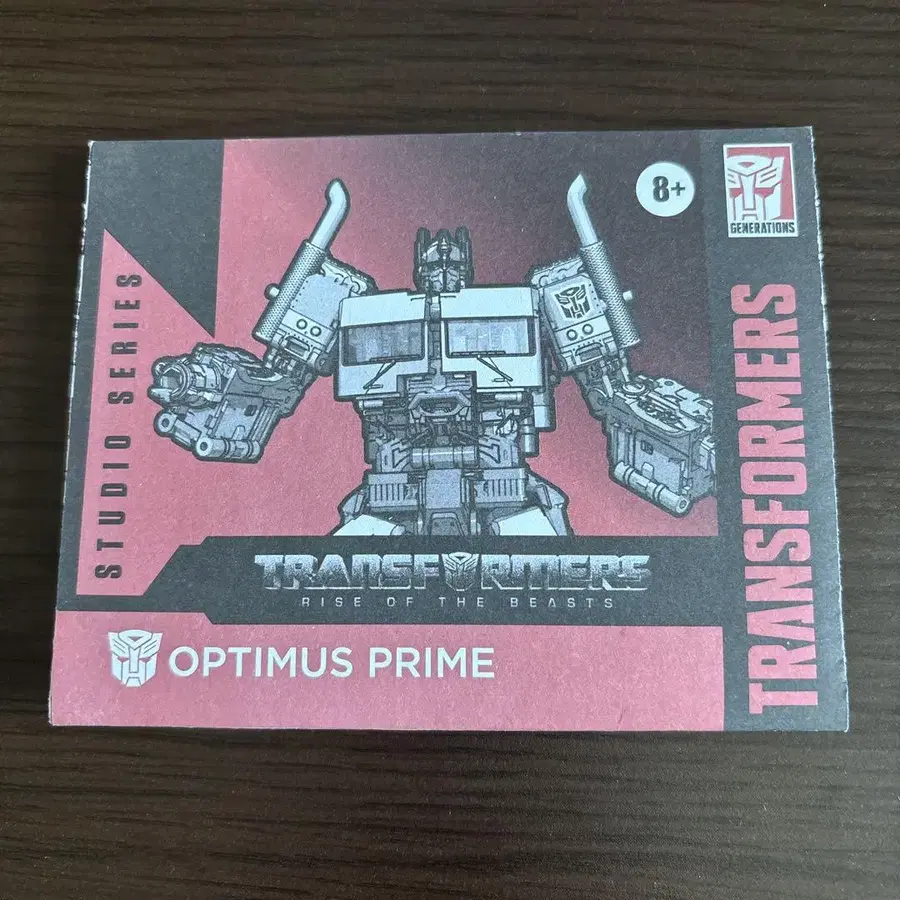 STUDIO SERIES
8+
GENERATIONS
TRANSFORMERS
TRANSFORMERS
RISE OF THE BEASTS
OPTIMUS PRIME